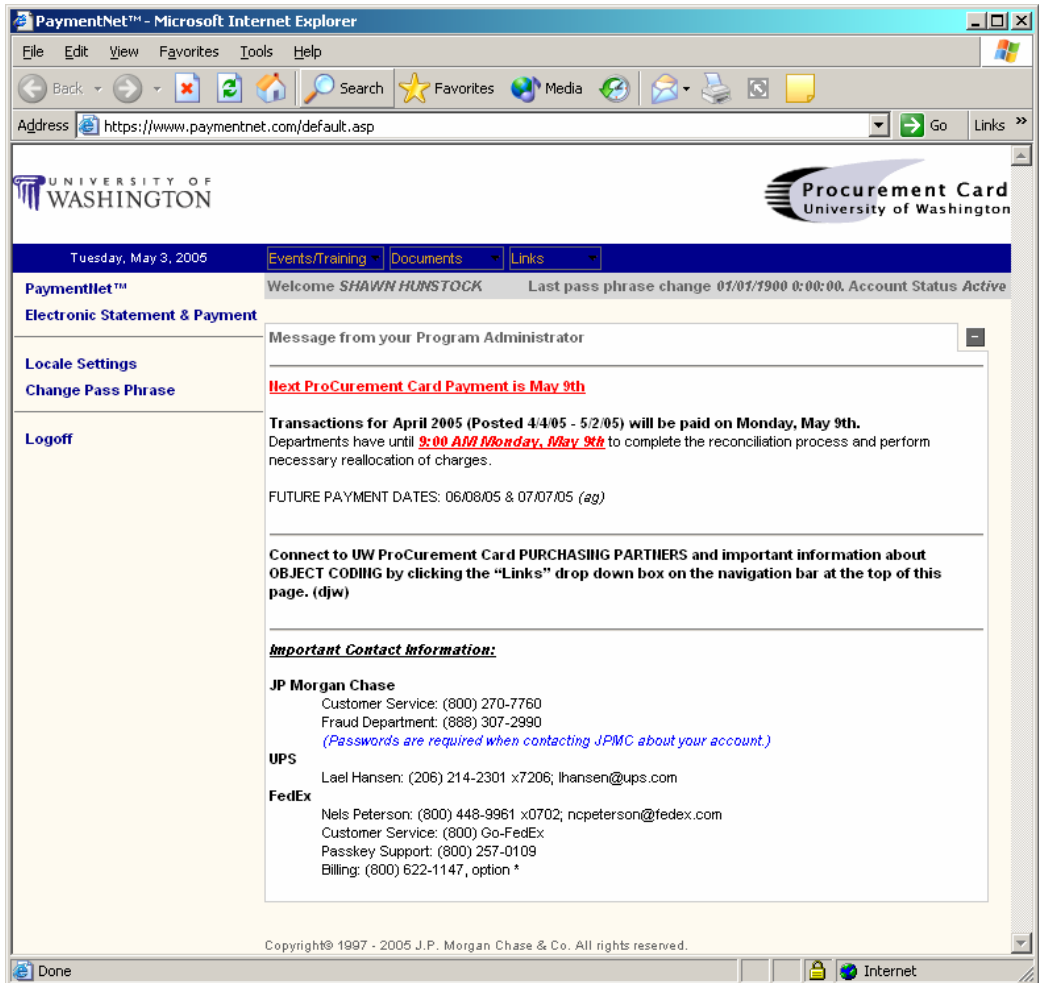 PaymentNet™ - Microsoft Internet Explorer
File Edit View Favorites Tools Help
Back Search Favorites Media
Address https://www.paymentnet.com/default.asp Go Links »
UNIVERSITY OF
WASHINGTON
Procurement Card
University of Washington
Tuesday, May 3, 2005 Events/Training Documents Links
PaymentNet™
Electronic Statement & Payment
Locale Settings
Change Pass Phrase
Logoff
Welcome SHAWN HUNSTOCK Last pass phrase change 01/01/1900 0:00:00. Account Status Active
Message from your Program Administrator
Next ProCurement Card Payment is May 9th
Transactions for April 2005 (Posted 4/4/05 - 5/2/05) will be paid on Monday, May 9th.
Departments have until 9:00 AM Monday, May 9th to complete the reconciliation process and perform
necessary reallocation of charges.
FUTURE PAYMENT DATES: 06/08/05 & 07/07/05 (ag)
Connect to UW ProCurement Card PURCHASING PARTNERS and important information about
OBJECT CODING by clicking the “Links” drop down box on the navigation bar at the top of this
page. (djw)
Important Contact Information:
JP Morgan Chase
Customer Service: (800) 270-7760
Fraud Department: (888) 307-2990
(Passwords are required when contacting JPMC about your account.)
UPS
Lael Hansen: (206) 214-2301 x7206; lhansen@ups.com
FedEx
Nels Peterson: (800) 448-9961 x0702; ncpeterson@fedex.com
Customer Service: (800) Go-FedEx
Passkey Support: (800) 257-0109
Billing: (800) 622-1147, option *
Copyright© 1997 - 2005 J.P. Morgan Chase & Co. All rights reserved.
Done Internet